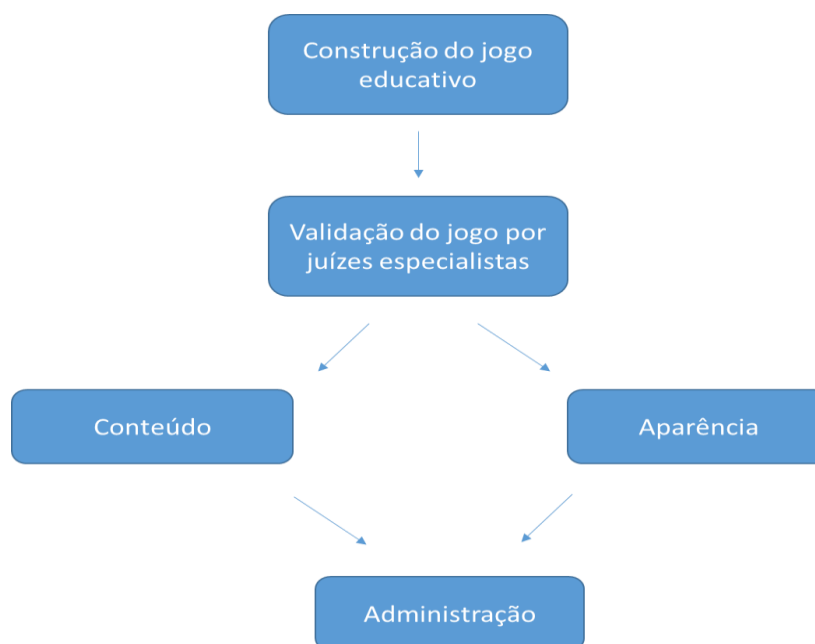 Construção do jogo
educativo
Validação do jogo por
juízes especialistas
Conteúdo
Aparência
Administração